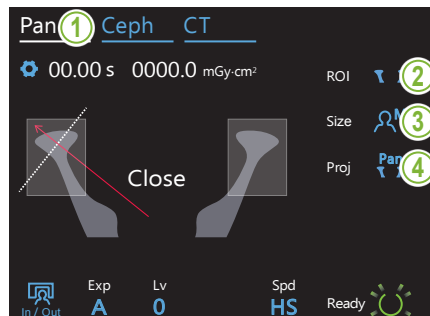 Pan 1 Ceph CT
00.00 s 0000.0 mGy·cm²
ROI 2
Size M 3
Close
Proj Pan 4
Exp Lv Spd
In / Out A 0 HS Ready